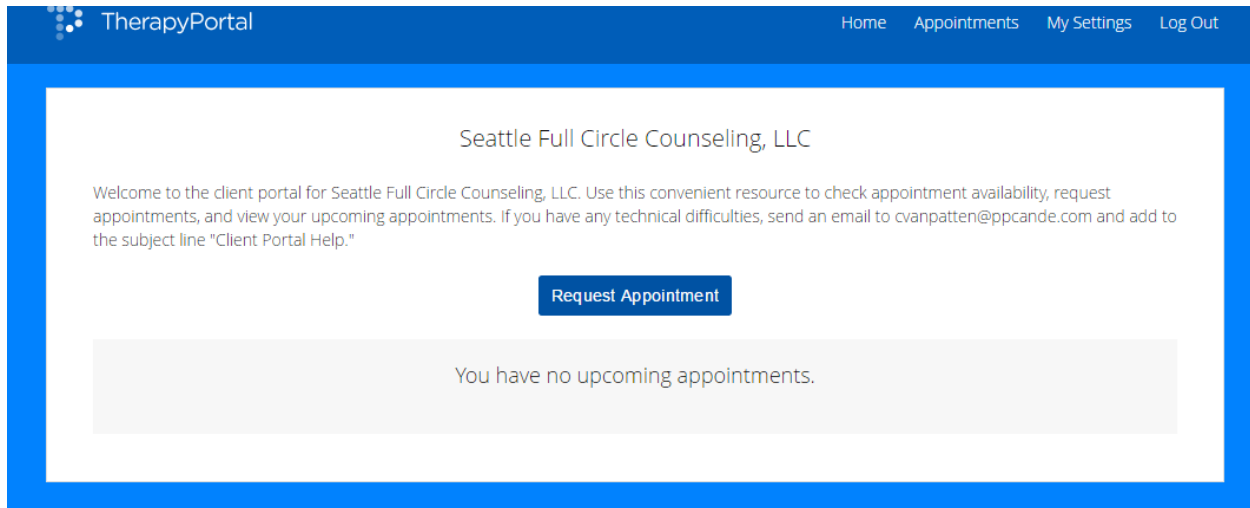 TherapyPortal
Home Appointments My Settings Log Out
Seattle Full Circle Counseling, LLC
Welcome to the client portal for Seattle Full Circle Counseling, LLC. Use this convenient resource to check appointment availability, request
appointments, and view your upcoming appointments. If you have any technical difficulties, send an email to cvanpatten@ppcande.com and add to
the subject line "Client Portal Help."
Request Appointment
You have no upcoming appointments.